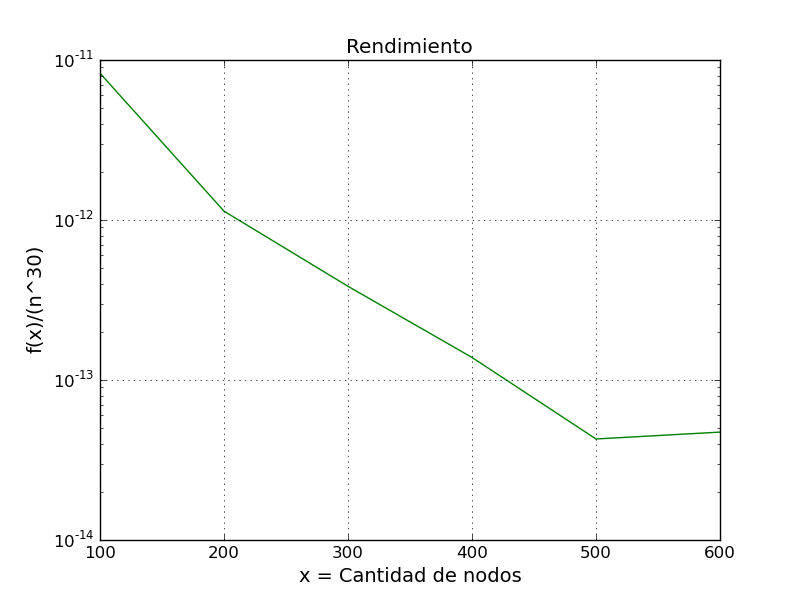 Rendimiento
10^-11
10^-12
10^-13
10^-14
f(x)/(n^30)
100 200 300 400 500 600
x = Cantidad de nodos